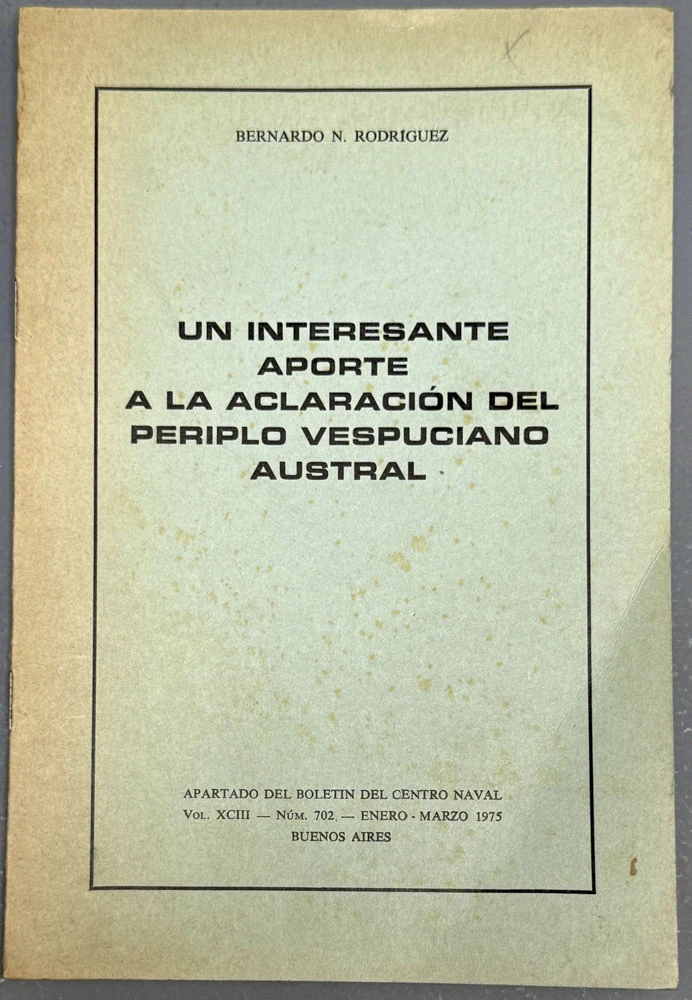 BERNARDO N. RODRÍGUEZ
UN INTERESANTE
APORTE
A LA ACLARACIÓN DEL
PERIPLO VESPUCIANO
AUSTRAL
APARTADO DEL BOLETIN DEL CENTRO NAVAL
VOL. XCIII — NÚM. 702 — ENERO - MARZO 1975
BUENOS AIRES